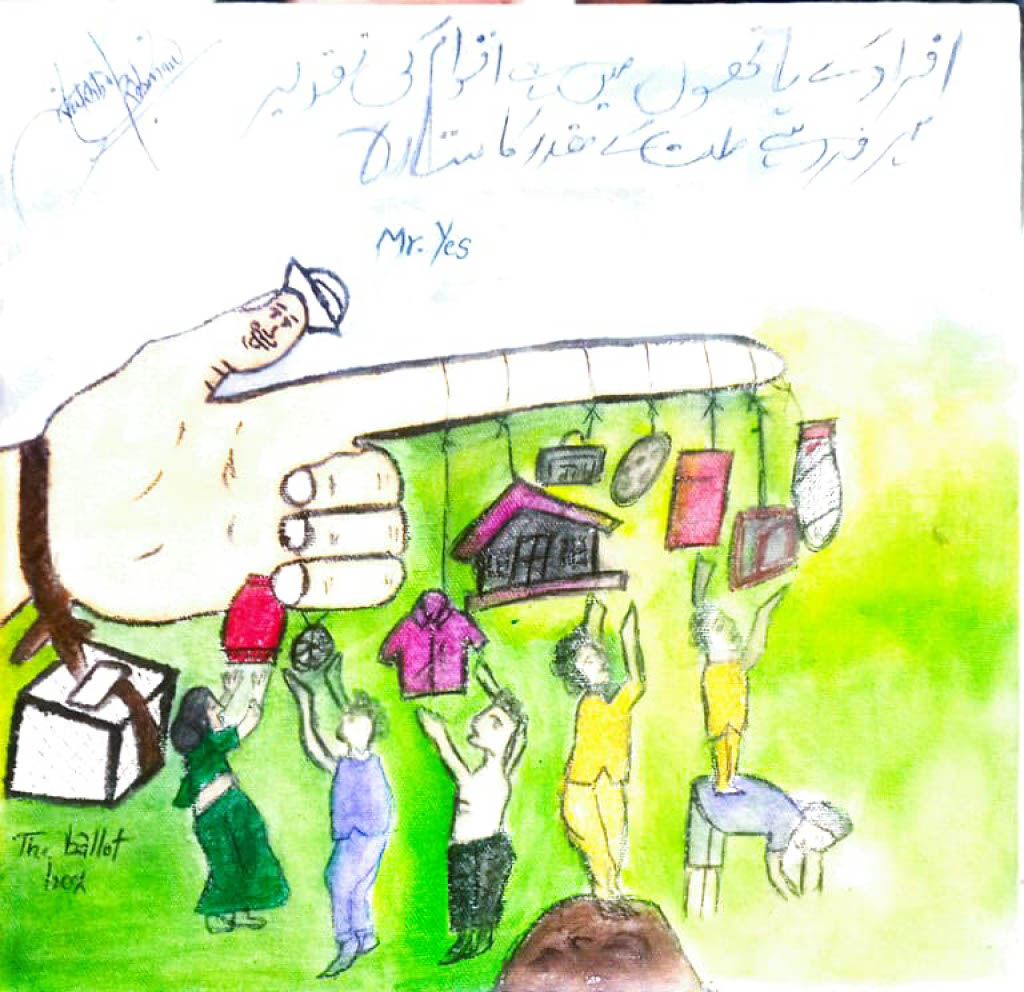 افراد کے ہاتھوں میں ہے اقوام کی تقدیر
ہر فرد ہے ملت کے مقدر کا ستارہ
Mr. Yes
The ballot
box